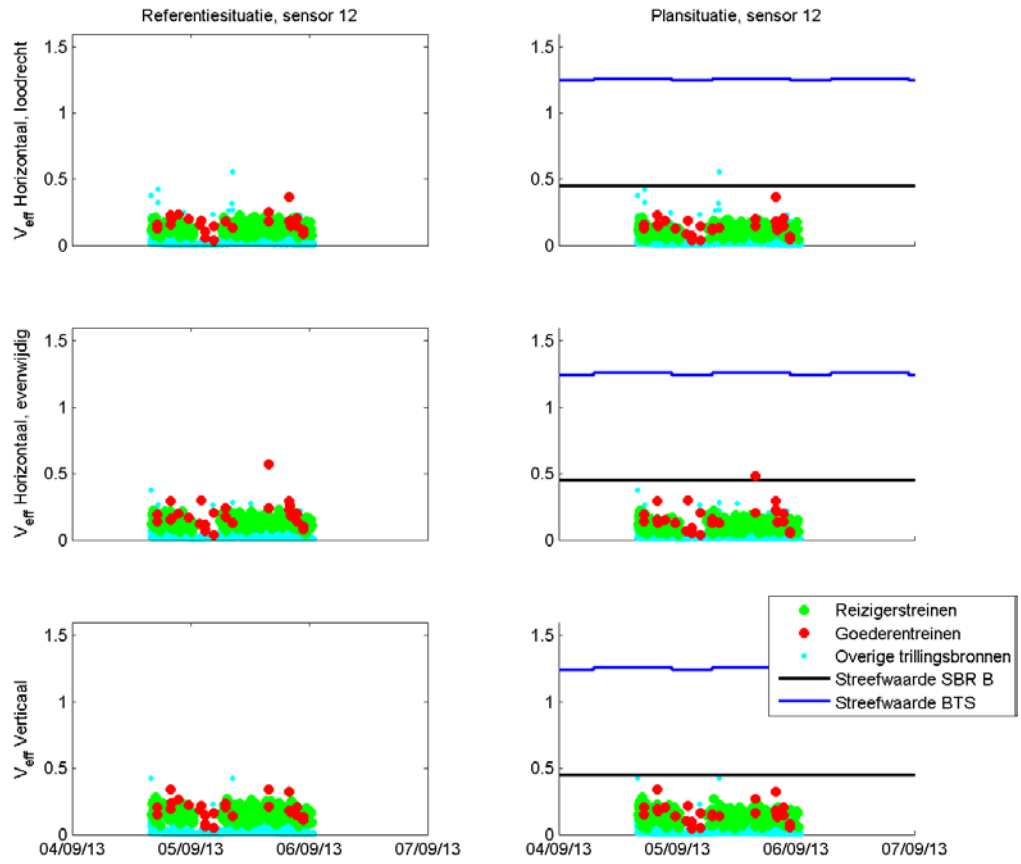 Referentiesituatie, sensor 12
Plansituatie, sensor 12
V eff Horizontaal, loodrecht
1.5
1
0.5
0
1.5
1
0.5
0
V eff Horizontaal, evenwijdig
1.5
1
0.5
0
1.5
1
0.5
0
V eff Verticaal
1.5
1
0.5
0
04/09/13 05/09/13 06/09/13 07/09/13
1.5
1
0.5
0
04/09/13 05/09/13 06/09/13 07/09/13
Reizigerstreinen
Goederentreinen
Overige trillingsbronnen
Streefwaarde SBR B
Streefwaarde BTS